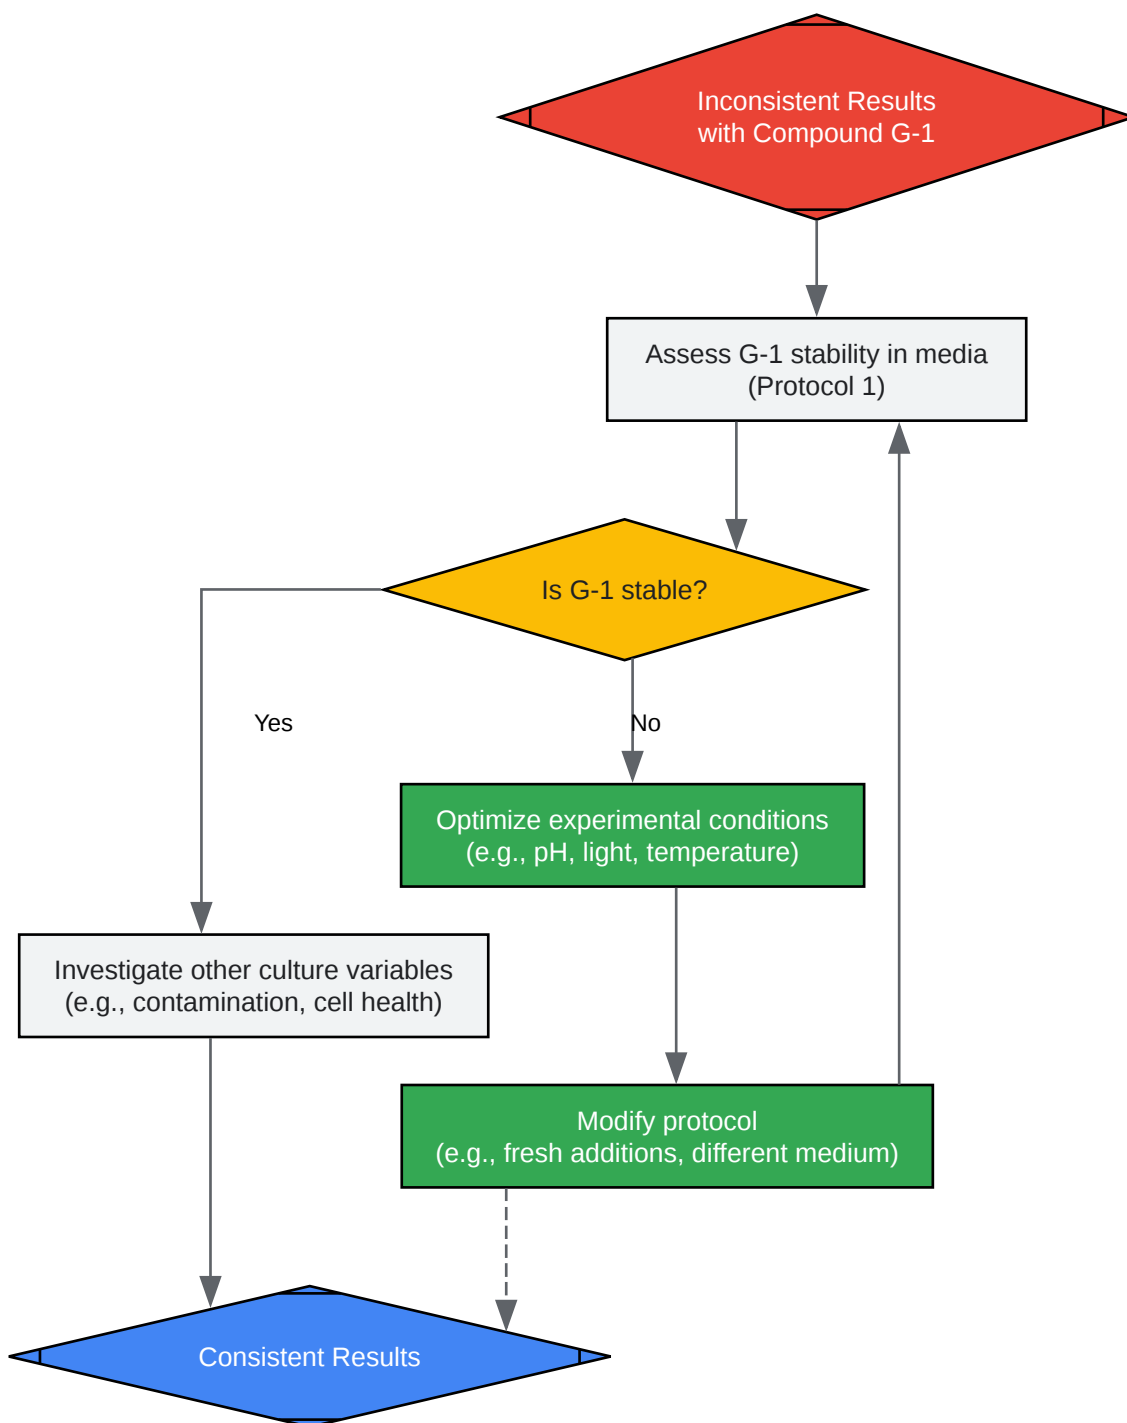 Inconsistent Results
with Compound G-1
Assess G-1 stability in media
(Protocol 1)
Is G-1 stable?
Yes
No
Optimize experimental conditions
(e.g., pH, light, temperature)
Investigate other culture variables
(e.g., contamination, cell health)
Modify protocol
(e.g., fresh additions, different medium)
Consistent Results